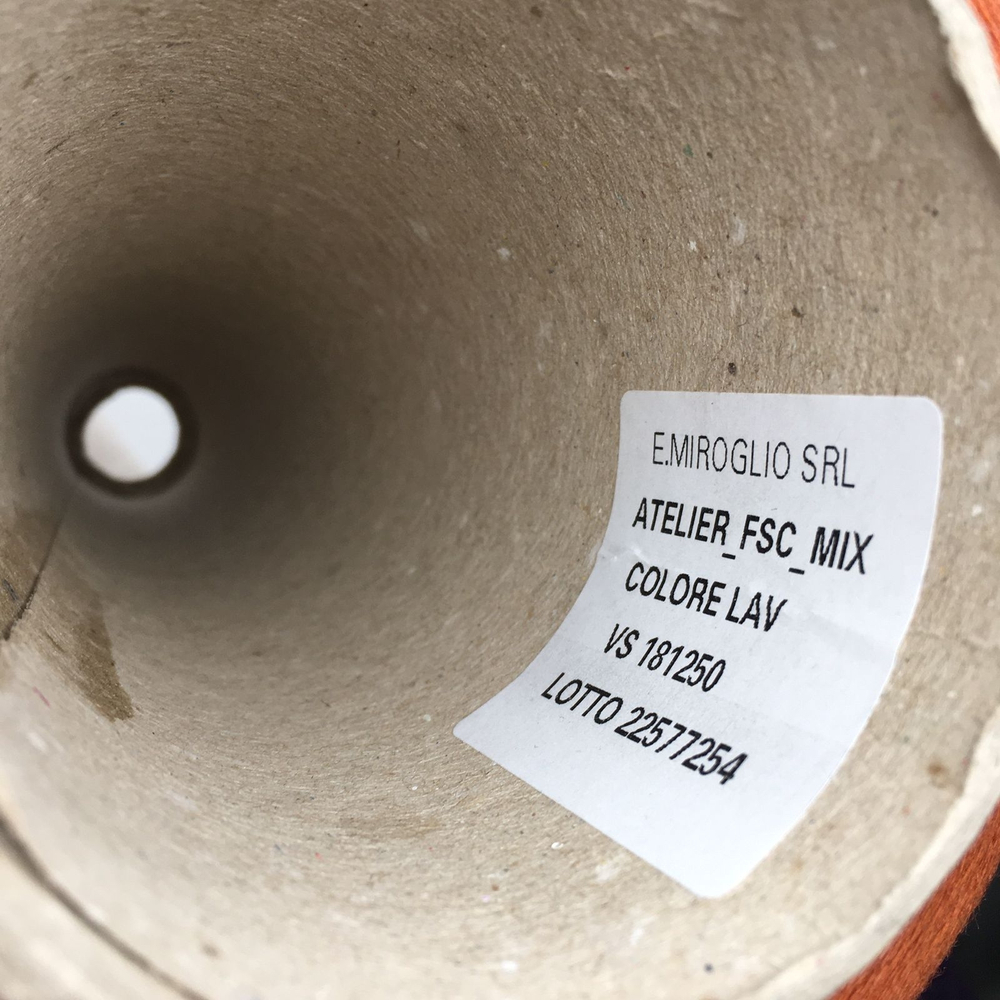 E.MIROGLIO SRL
ATELIER_FSC_MIX
COLORE LAV
VS 181250
LOTTO 22577254